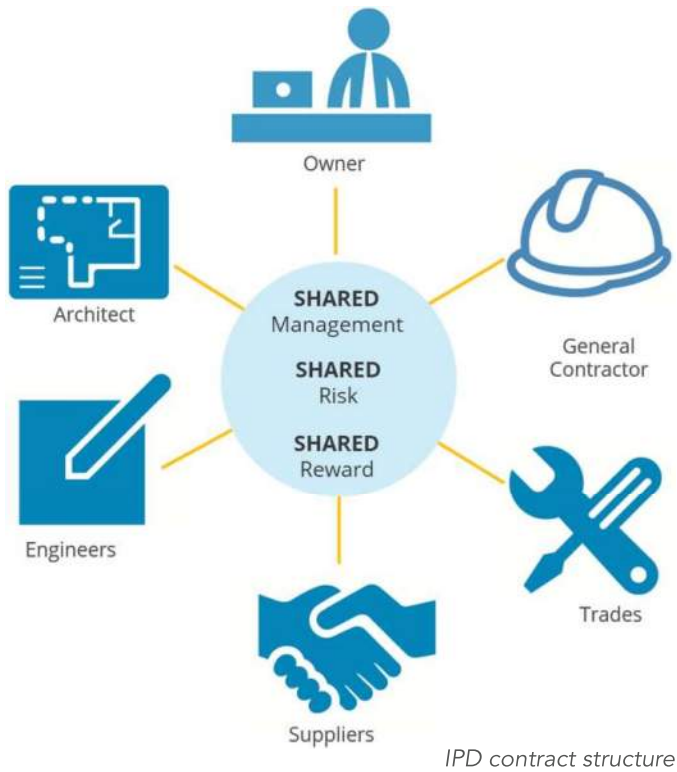 Owner
Architect
General
Contractor
SHARED
Management
SHARED
Risk
SHARED
Reward
Engineers
Trades
Suppliers
IPD contract structure